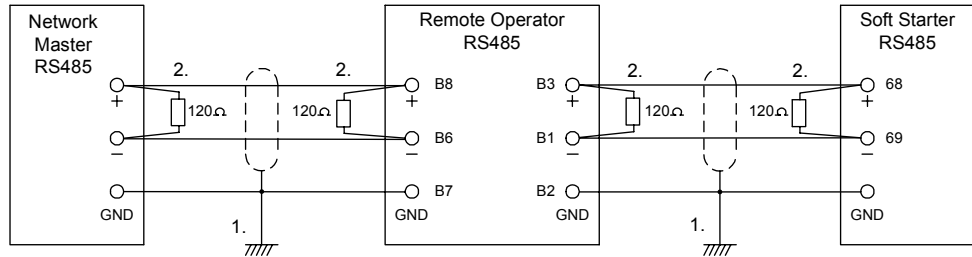 Network
Master
RS485
Remote Operator
RS485
Soft Starter
RS485
2.
2.
2.
2.
+
B8
+
B3
+
68
+
120Ω
120Ω
120Ω
120Ω
–
B6
–
B1
–
69
–
B7
B2
GND
GND
GND
GND
1.
1.